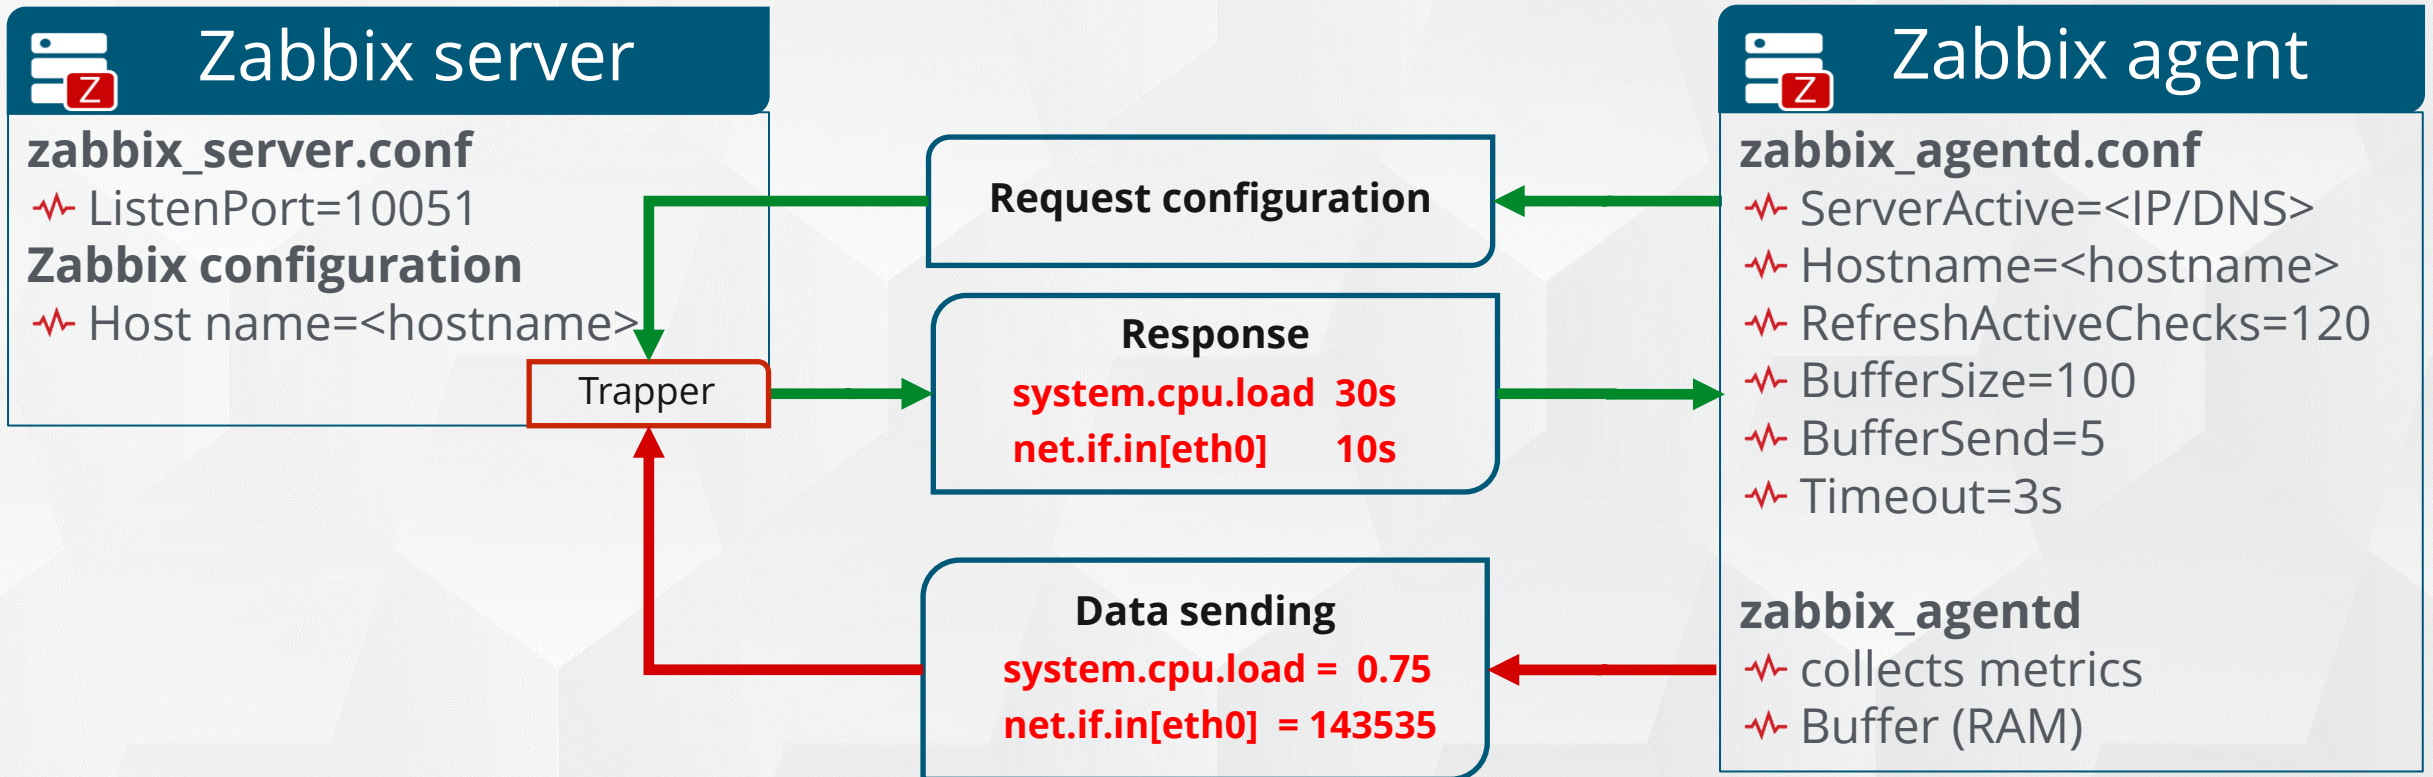 Zabbix server
Z
zabbix_server.conf
ListenPort=10051
Zabbix configuration
Host name=<hostname>
Trapper
Request configuration
Response
system.cpu.load 30s
net.if.in[eth0] 10s
Data sending
system.cpu.load = 0.75
net.if.in[eth0] = 143535
Zabbix agent
Z
zabbix_agentd.conf
ServerActive=<IP/DNS>
Hostname=<hostname>
RefreshActiveChecks=120
BufferSize=100
BufferSend=5
Timeout=3s
zabbix_agentd
collects metrics
Buffer (RAM)